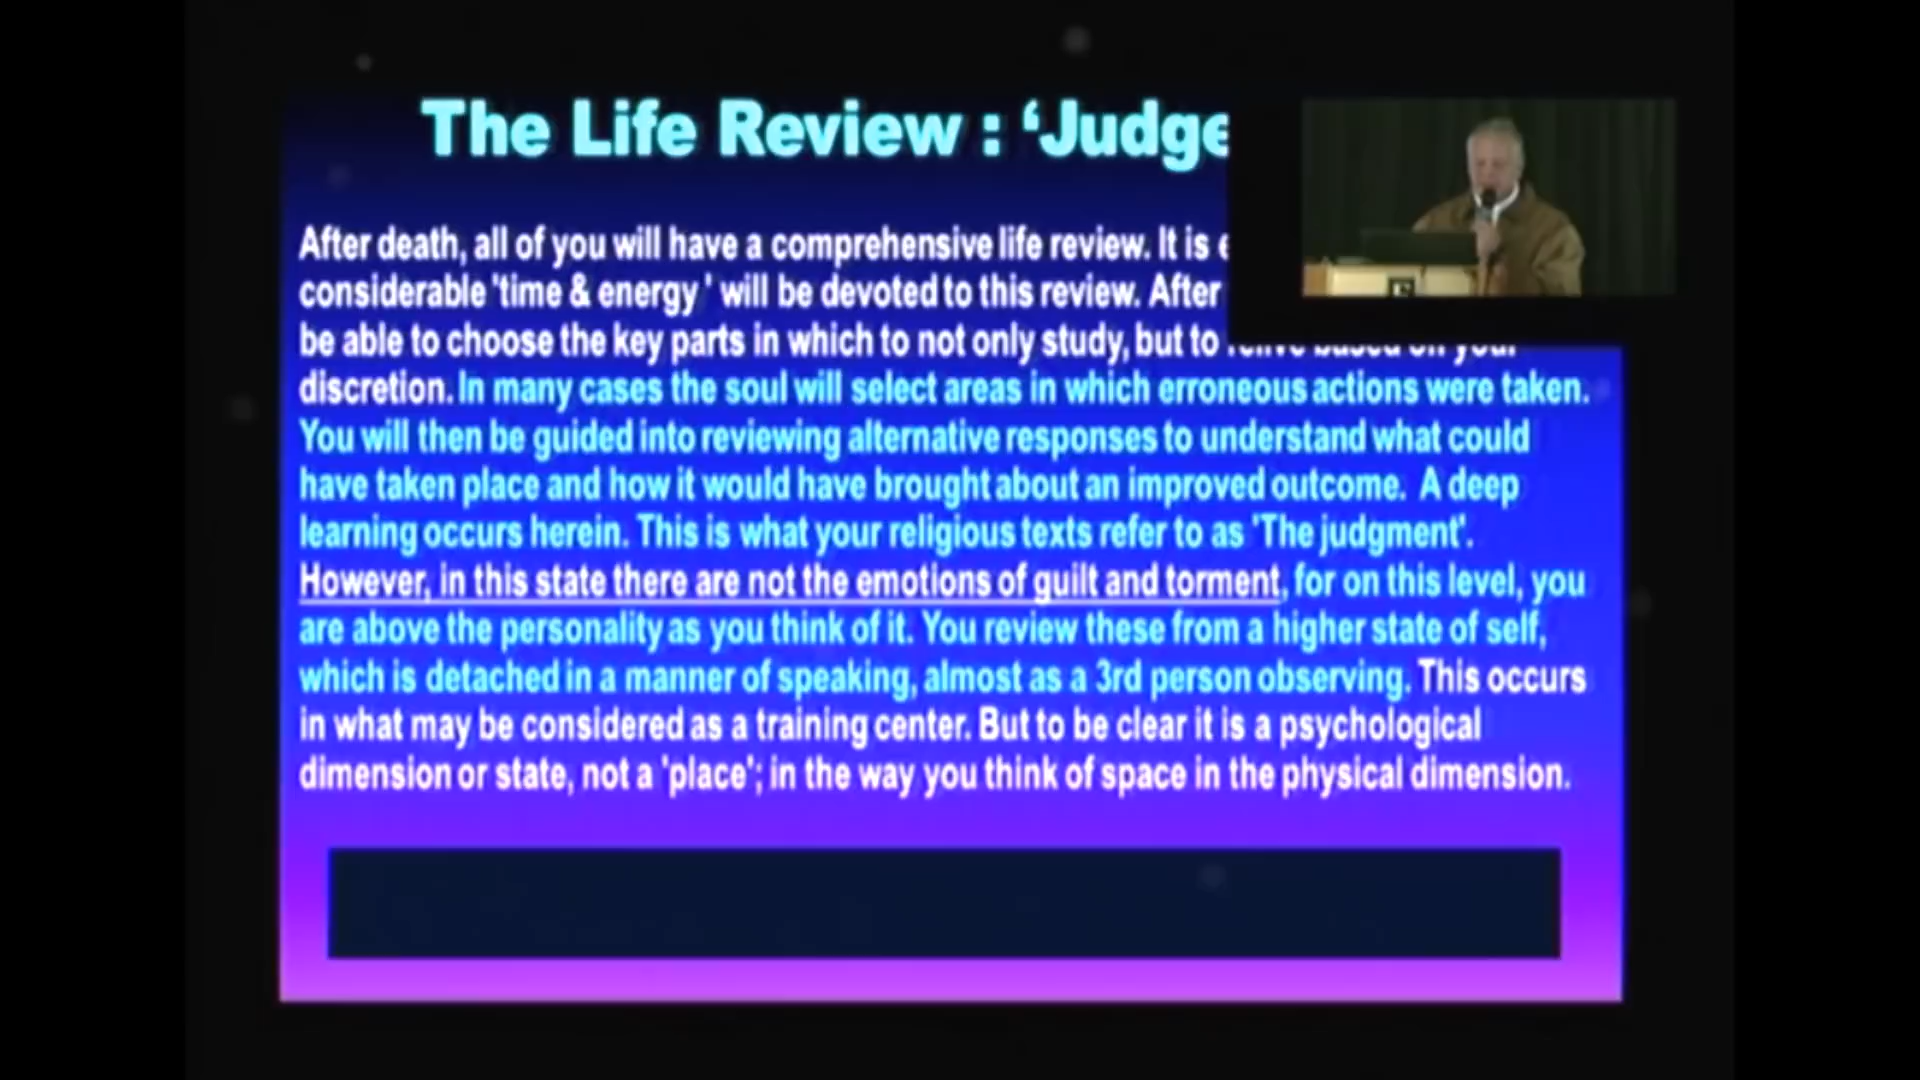 The Life Review : ‘Judge
After death, all of you will have a comprehensive life review. It is
considerable 'time & energy ' will be devoted to this review. After
be able to choose the key parts in which to not only study, but to relive based on your
discretion. In many cases the soul will select areas in which erroneous actions were taken.
You will then be guided into reviewing alternative responses to understand what could
have taken place and how it would have brought about an improved outcome. A deep
learning occurs herein. This is what your religious texts refer to as 'The judgment'.
However, in this state there are not the emotions of guilt and torment, for on this level, you
are above the personality as you think of it. You review these from a higher state of self,
which is detached in a manner of speaking, almost as a 3rd person observing. This occurs
in what may be considered as a training center. But to be clear it is a psychological
dimension or state, not a 'place'; in the way you think of space in the physical dimension.